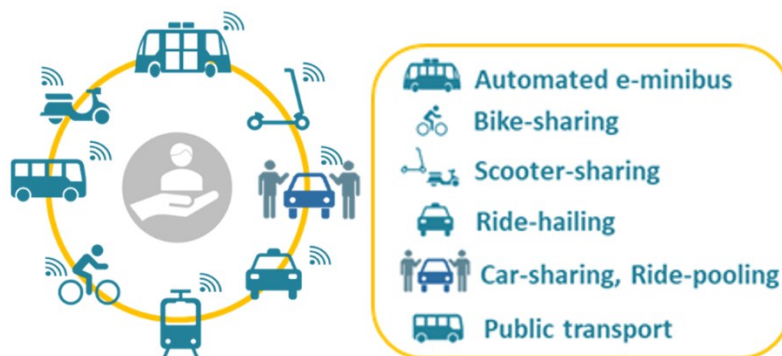 Automated e-minibus
Bike-sharing
Scooter-sharing
Ride-hailing
Car-sharing, Ride-pooling
Public transport